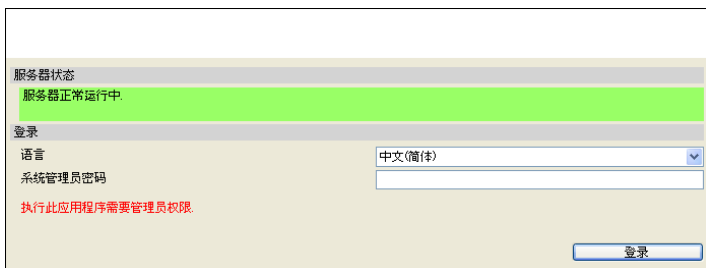 服务器状态
服务器正常运行中.
登录
语言
中文(简体)
系统管理员密码
执行此应用程序需要管理员权限.
登录